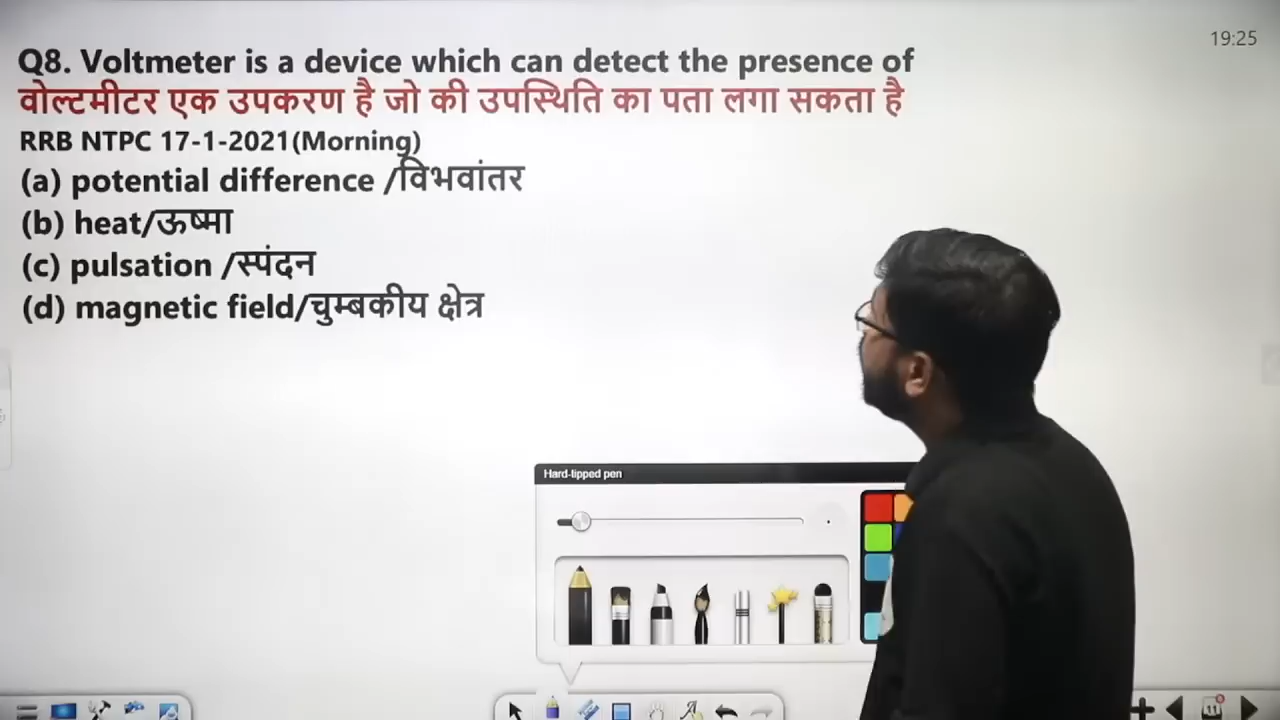 19:25
Q8. Voltmeter is a device which can detect the presence of
वोल्टमीटर एक उपकरण है जो की उपस्थिति का पता लगा सकता है
RRB NTPC 17-1-2021(Morning)
(a) potential difference /विभवांतर
(b) heat/ऊष्मा
(c) pulsation /स्पंदन
(d) magnetic field/चुम्बकीय क्षेत्र
Hard-tipped pen
11